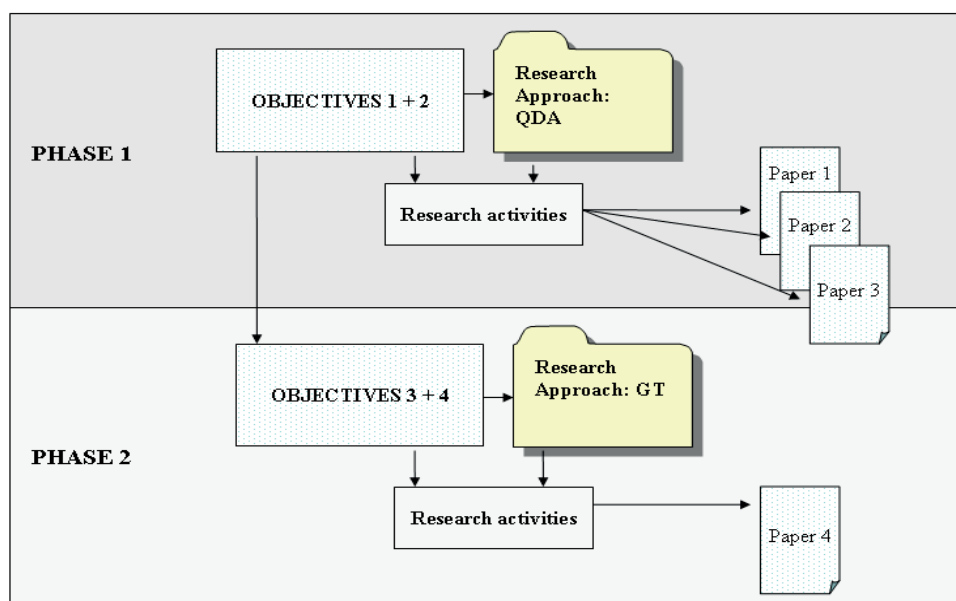 OBJECTIVES 1 + 2
Research
Approach:
QDA
PHASE 1
Research activities
Paper 1
Paper 2
Paper 3
OBJECTIVES 3 + 4
Research
Approach: GT
PHASE 2
Research activities
Paper 4